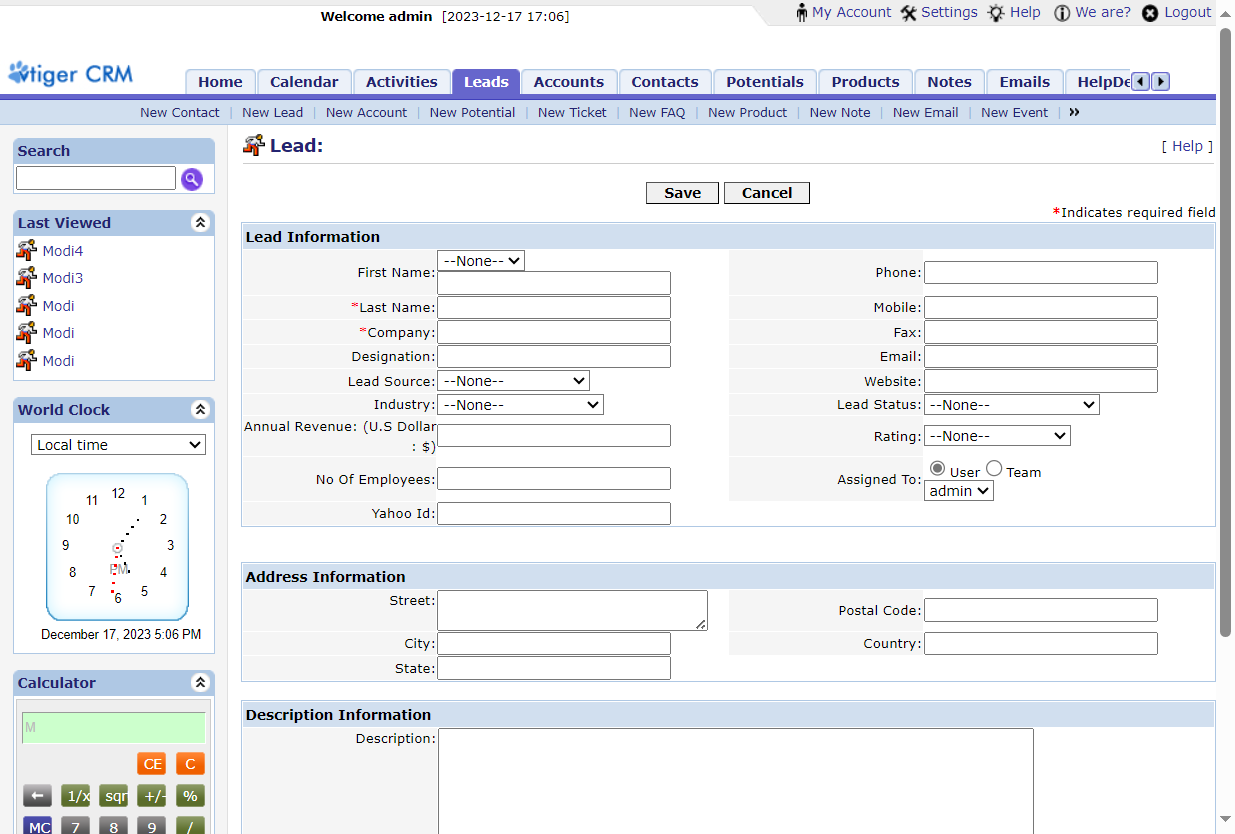 Welcome admin [2023-12-17 17:06]
My Account Settings Help We are? Logout
vtiger CRM
Home Calendar Activities Leads Accounts Contacts Potentials Products Notes Emails HelpDe
New Contact New Lead New Account New Potential New Ticket New FAQ New Product New Note New Email New Event »
Search
Last Viewed
Modi4
Modi3
Modi
Modi
Modi
World Clock
Local time
12
1
2
3
4
5
6
7
8
9
10
11
PM
December 17, 2023 5:06 PM
Calculator
M
CE C
← 1/x sqr +/- %
MC 7 8 9 /
Lead:
[ Help ]
Save Cancel
*Indicates required field
Lead Information
First Name: --None--
Phone:
*Last Name:
Mobile:
*Company:
Fax:
Designation:
Email:
Lead Source: --None--
Website:
Industry: --None--
Lead Status: --None--
Annual Revenue: (U.S Dollar
: $)
Rating: --None--
No Of Employees:
Assigned To: User Team
admin
Yahoo Id:
Address Information
Street:
Postal Code:
City:
Country:
State:
Description Information
Description: